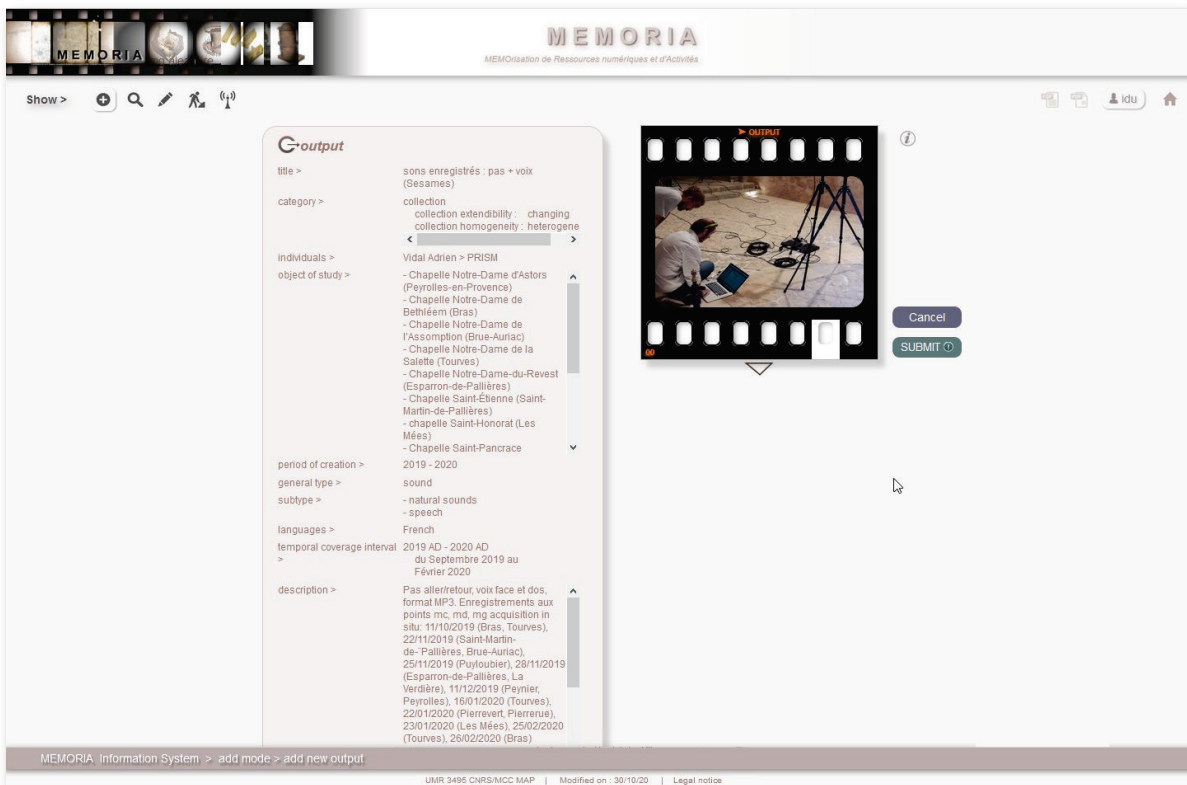 MEMORIA
MEMORIA
MEMOrisation de Ressources numériques et d'Activités
Show >
idu
output
title > sons enregistrés : pas + voix
(Sesames)
category > collection
collection extendibility : changing
collection homogeneity : heterogene
individuals > Vidal Adrien > PRISM
object of study > - Chapelle Notre-Dame d'Astors
(Peyrolles-en-Provence)
- Chapelle Notre-Dame de
Bethléem (Bras)
- Chapelle Notre-Dame de
l'Assomption (Brue-Auriac)
- Chapelle Notre-Dame de la
Salette (Tourves)
- Chapelle Notre-Dame-du-Revest
(Esparron-de-Pallières)
- Chapelle Saint-Étienne (Saint-
Martin-de-Pallières)
- chapelle Saint-Honorat (Les
Mées)
- Chapelle Saint-Pancrace
period of creation > 2019 - 2020
general type > sound
subtype > - natural sounds
- speech
languages > French
temporal coverage interval 2019 AD - 2020 AD
> du Septembre 2019 au
Février 2020
description > Pas aller/retour, voix face et dos,
format MP3. Enregistrements aux
points mc, md, mg acquisition in
situ: 11/10/2019 (Bras, Tourves),
22/11/2019 (Saint-Martin-
de-¨Pallières, Brue-Auriac),
25/11/2019 (Puyloubier), 28/11/2019
(Esparron-de-Pallières, La
Verdière), 11/12/2019 (Peynier,
Peyrolles), 16/01/2020 (Tourves),
22/01/2020 (Pierrevert, Pierrerue),
23/01/2020 (Les Mées), 25/02/2020
(Tourves), 26/02/2020 (Bras)
OUTPUT
Cancel
SUBMIT
MEMORIA Information System > add mode > add new output
UMR 3495 CNRS/MCC MAP | Modified on : 30/10/20 | Legal notice